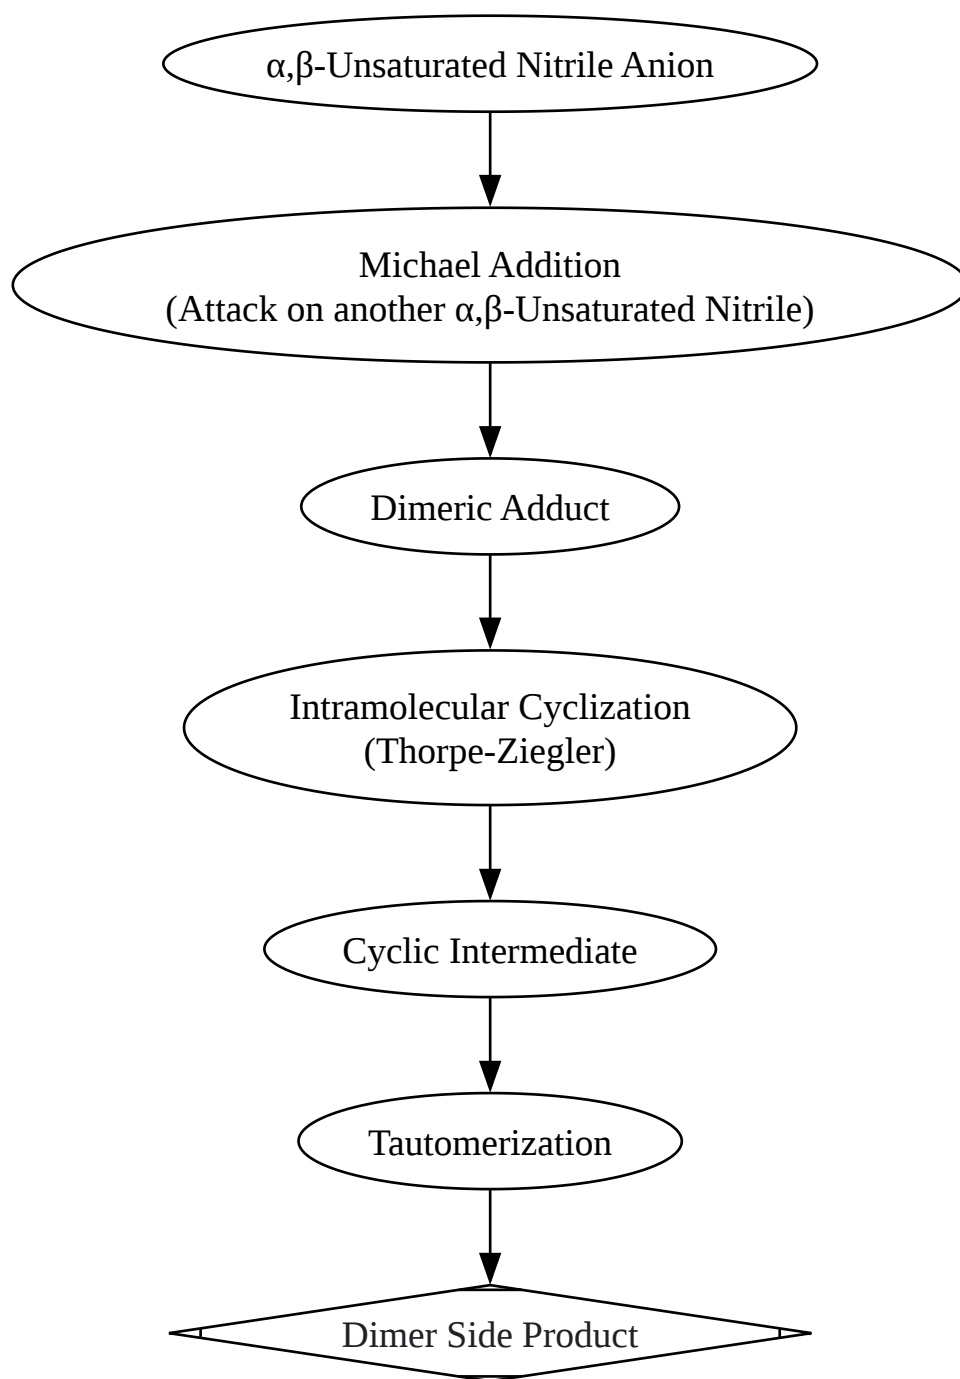 α,β-Unsaturated Nitrile Anion
Michael Addition
(Attack on another α,β-Unsaturated Nitrile)
Dimeric Adduct
Intramolecular Cyclization
(Thorpe-Ziegler)
Cyclic Intermediate
Tautomerization
Dimer Side Product